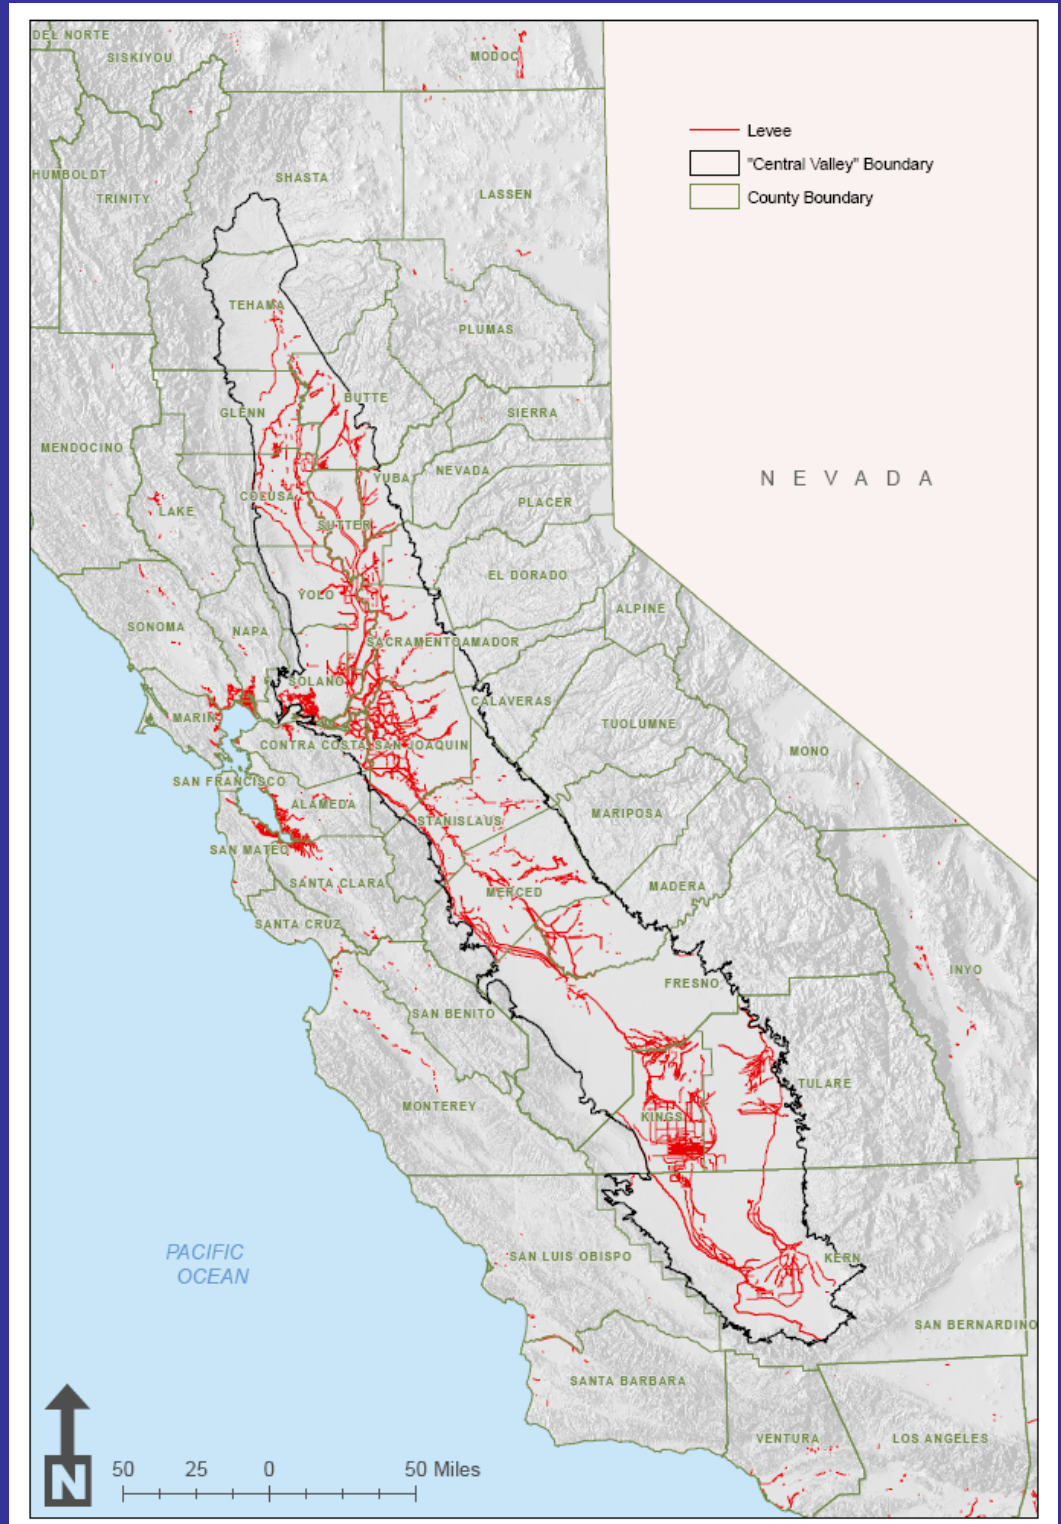 DEL NORTE
SISKIYOU
MODOC
Levee
"Central Valley" Boundary
County Boundary
HUMBOLDT
TRINITY
SHASTA
LASSEN
TEHAMA
PLUMAS
GLENN
BUTTE
SIERRA
MENDOCINO
NEVADA
YUBA
COLUSA
LAKE
PLACER
SUTTER
NEVADA
EL DORADO
YOLO
ALPINE
SONOMA
NAPA
SACRAMENTO
AMADOR
SOLANO
CALAVERAS
MARIN
TUOLUMNE
CONTRA COSTA
SAN JOAQUIN
MONO
SAN FRANCISCO
ALAMEDA
MARIPOSA
STANISLAUS
SAN MATEO
SANTA CLARA
MERCED
MADERA
SANTA CRUZ
INYO
FRESNO
SAN BENITO
TULARE
MONTEREY
KINGS
PACIFIC
OCEAN
SAN LUIS OBISPO
KERN
SAN BERNARDINO
SANTA BARBARA
VENTURA
LOS ANGELES
N
50 25 0 50 Miles